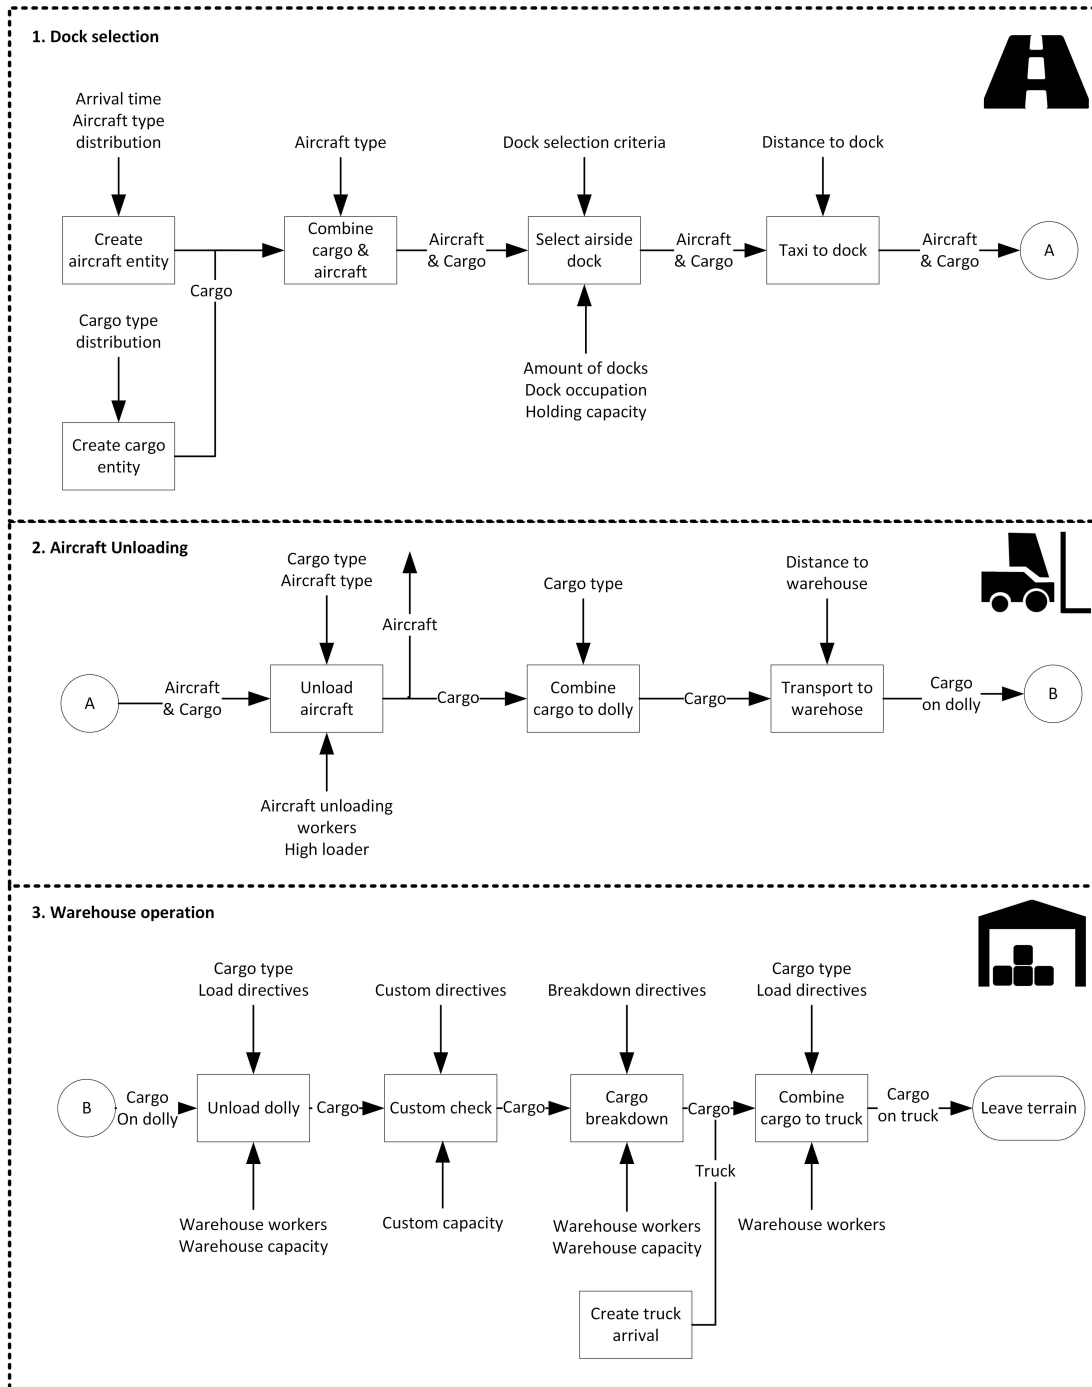 1. Dock selection
Arrival time
Aircraft type
distribution
Aircraft type
Dock selection criteria
Distance to dock
Create
aircraft entity
Combine
cargo &
aircraft
Aircraft
& Cargo
Select airside
dock
Aircraft
& Cargo
Taxi to dock
Aircraft
& Cargo
A
Cargo
Cargo type
distribution
Amount of docks
Dock occupation
Holding capacity
Create cargo
entity
2. Aircraft Unloading
Cargo type
Aircraft type
Aircraft
Cargo type
Distance to
warehouse
A
Aircraft
& Cargo
Unload
aircraft
Cargo
Combine
cargo to dolly
Cargo
Transport to
warehose
Cargo
on dolly
B
Aircraft unloading
workers
High loader
3. Warehouse operation
Cargo type
Load directives
Custom directives
Breakdown directives
Cargo type
Load directives
B
Cargo
On dolly
Unload dolly
Cargo
Custom check
Cargo
Cargo
breakdown
Cargo
Combine
cargo to truck
Cargo
on truck
Leave terrain
Truck
Warehouse workers
Warehouse capacity
Custom capacity
Warehouse workers
Warehouse capacity
Warehouse workers
Create truck
arrival